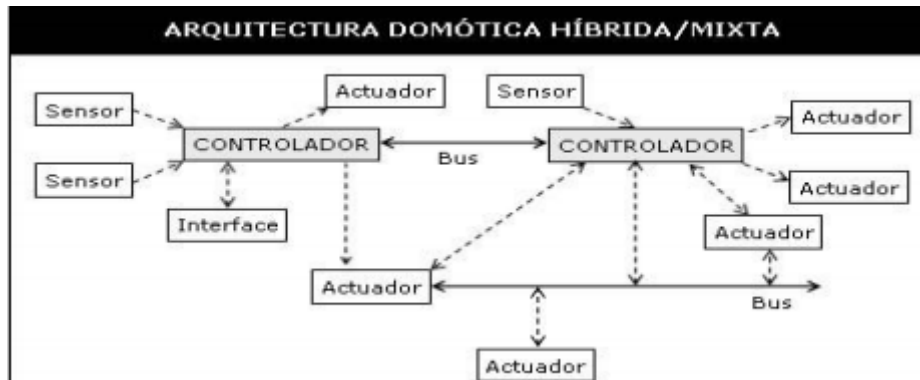 ARQUITECTURA DOMÓTICA HÍBRIDA/MIXTA
Actuador
Sensor
Sensor
Actuador
CONTROLADOR
Bus
CONTROLADOR
Sensor
Actuador
Interface
Actuador
Actuador
Bus
Actuador